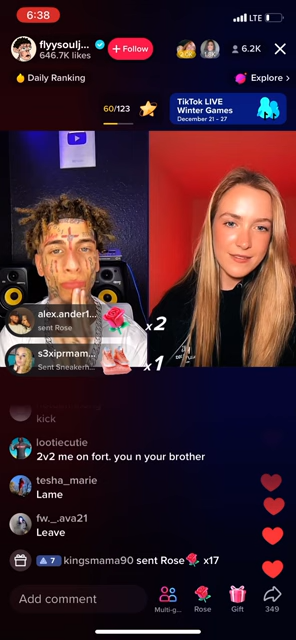 6:38
LTE
flyysoulj...
646.7K likes
+ Follow
6.2K
Daily Ranking
Explore >
60/123
TikTok LIVE
Winter Games
December 21 - 27
alex.ander1...
sent Rose
x2
s3xiprmam...
Sent Sneakerh...
x1
kick
lootiecutie
2v2 me on fort. you n your brother
tesha_marie
Lame
fw._.ava21
Leave
7 kingsmama90 sent Rose x17
Add comment
Multi-g...
Rose
Gift
349